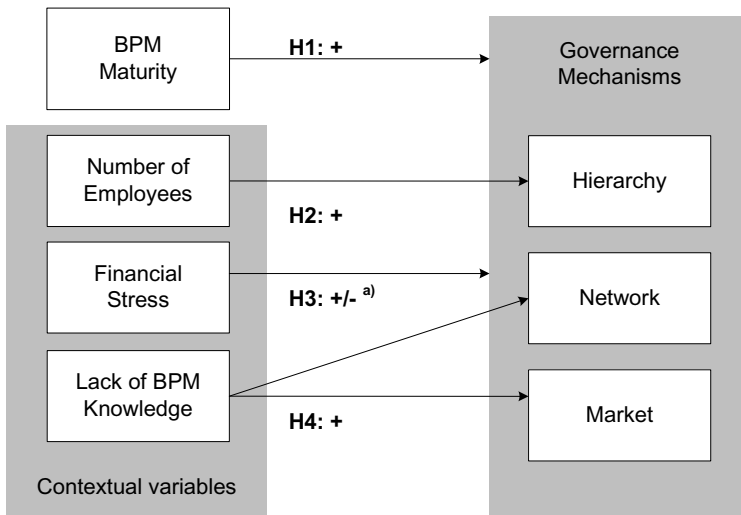 BPM
Maturity
H1: +
Governance
Mechanisms
Number of
Employees
H2: +
Hierarchy
Financial
Stress
H3: +/- a)
Network
Lack of BPM
Knowledge
H4: +
Market
Contextual variables